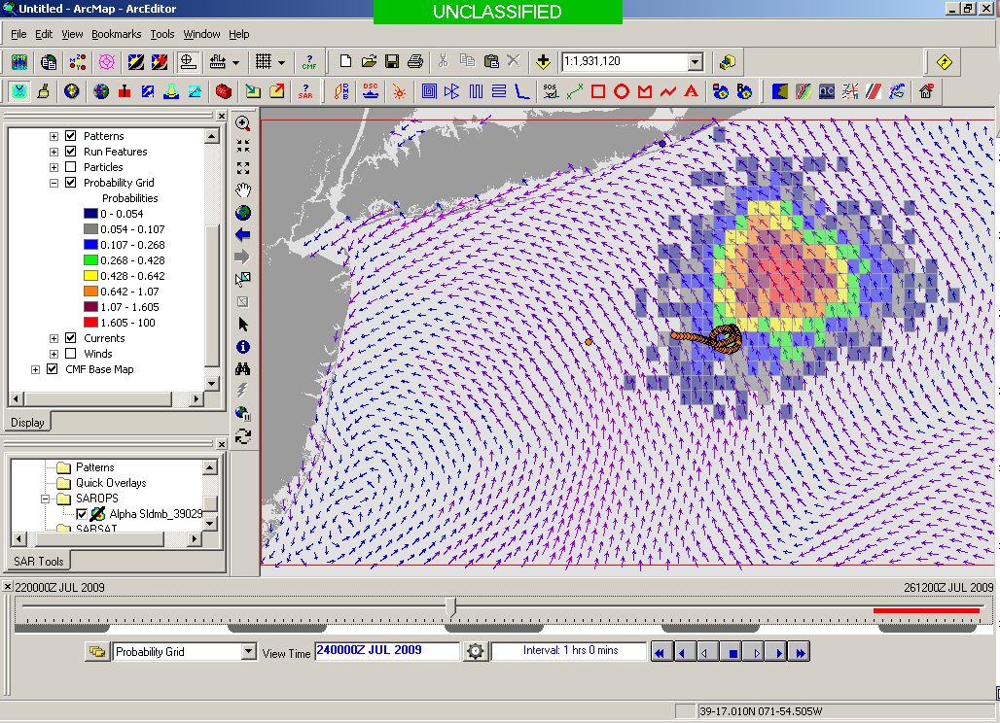 Untitled - ArcMap - ArcEditor
UNCLASSIFIED
File Edit View Bookmarks Tools Window Help
1:1,931,120
Patterns
Run Features
Particles
Probability Grid
Probabilities
0 - 0.054
0.054 - 0.107
0.107 - 0.268
0.268 - 0.428
0.428 - 0.642
0.642 - 1.07
1.07 - 1.605
1.605 - 100
Currents
Winds
CMF Base Map
Display
Patterns
Quick Overlays
SAROPS
Alpha Sldmb_39029
SARSAT
SAR Tools
220000Z JUL 2009
261200Z JUL 2009
Probability Grid
View Time
240000Z JUL 2009
Interval: 1 hrs 0 mins
39-17.010N 071-54.505W